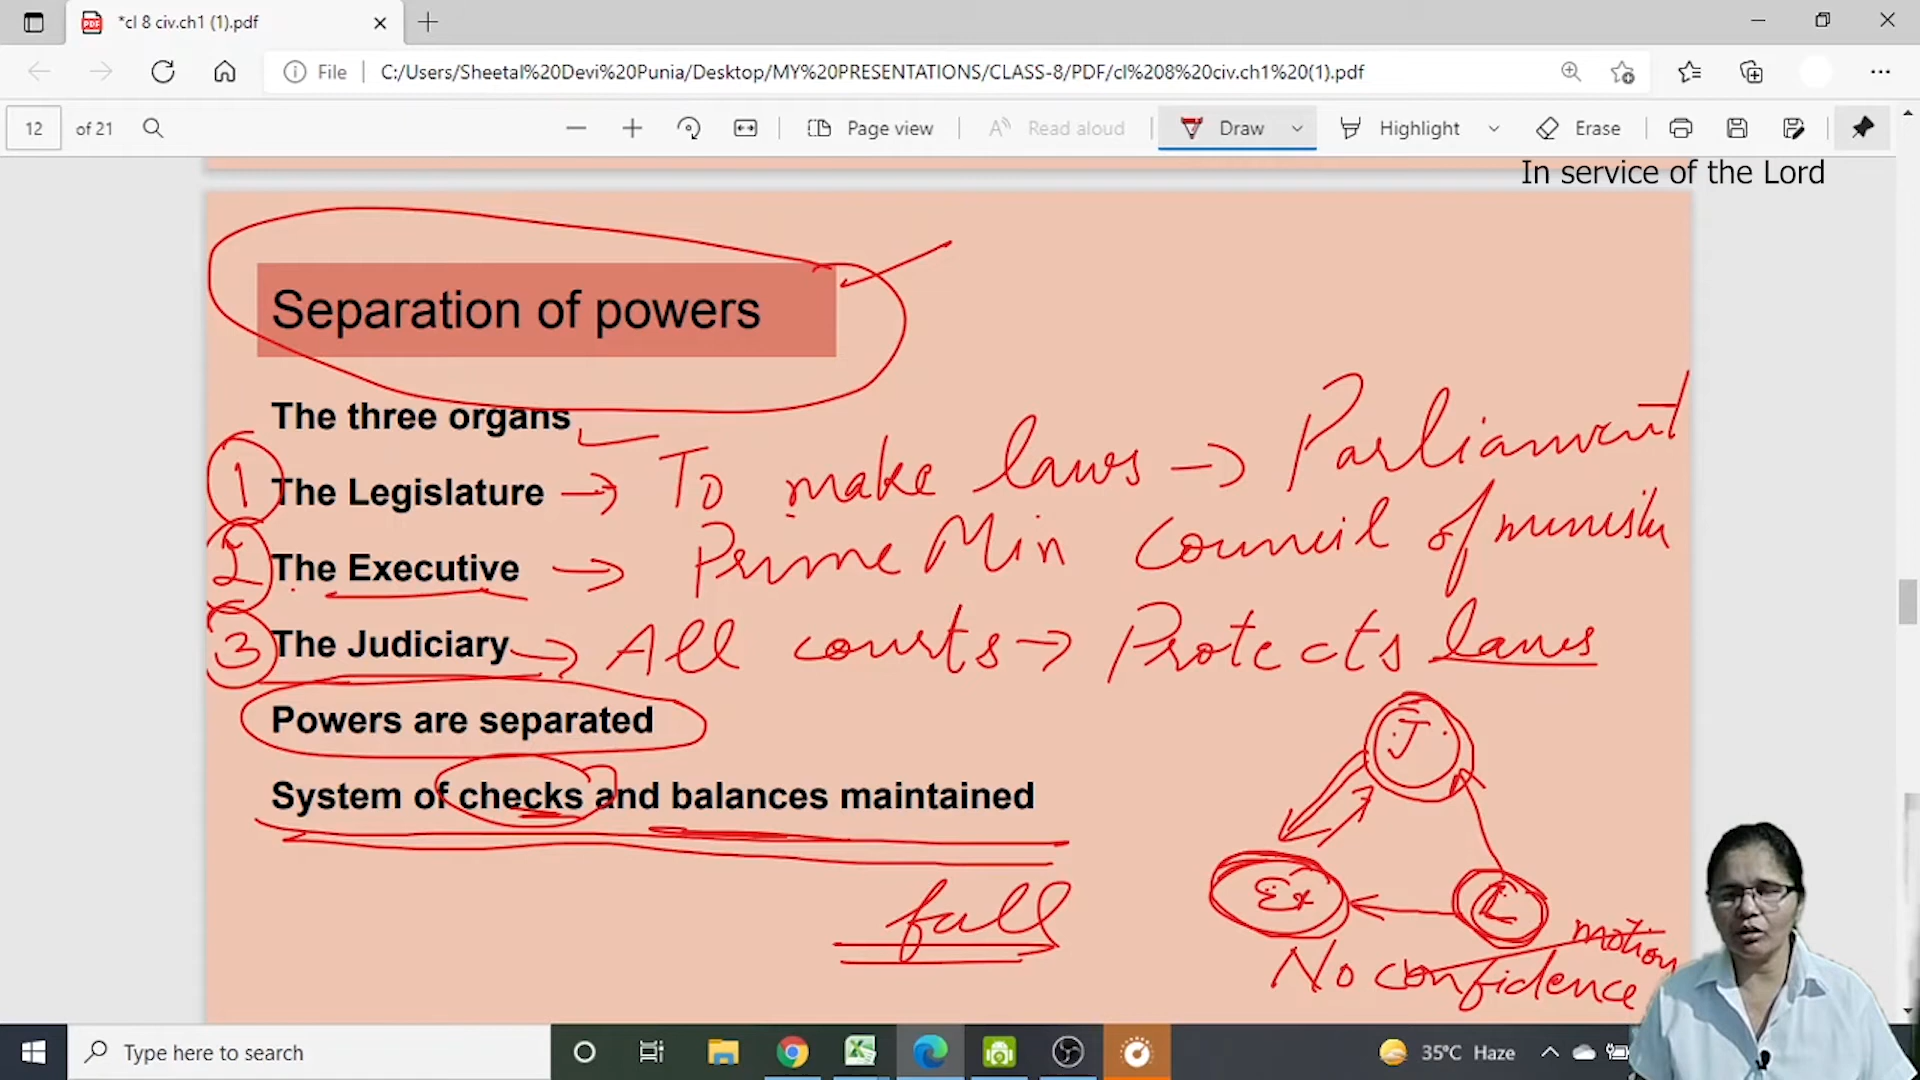 *cl 8 civ.ch1 (1).pdf
File C:/Users/Sheetal%20Devi%20Punia/Desktop/MY%20PRESENTATIONS/CLASS-8/PDF/cl%208%20civ.ch1%20(1).pdf
12 of 21 Page view Read aloud Draw Highlight Erase
In service of the Lord
Separation of powers
The three organs
1 The Legislature → To make laws → Parliament
2 The Executive → Prime Min Council of
3 The Judiciary → All courts → Protects laws
Powers are separated
System of checks and balances maintained
J
Ex L
fall
motion
No confidence
Type here to search
35°C Haze